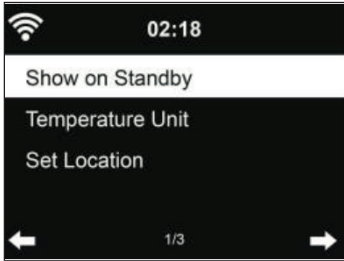 02:18
Show on Standby
Temperature Unit
Set Location
1/3